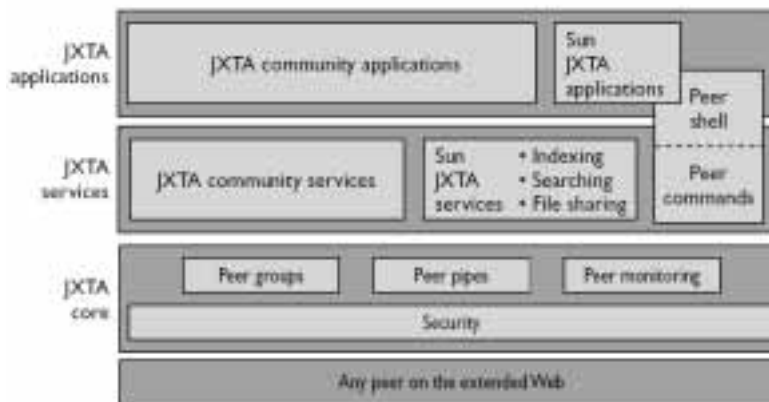 JXTA
applications
JXTA community applications
Sun
JXTA
applications
Peer
shell
JXTA
services
JXTA community services
Sun
JXTA
services
• Indexing
• Searching
• File sharing
Peer
commands
JXTA
core
Peer groups
Peer pipes
Peer monitoring
Security
Any peer on the extended Web